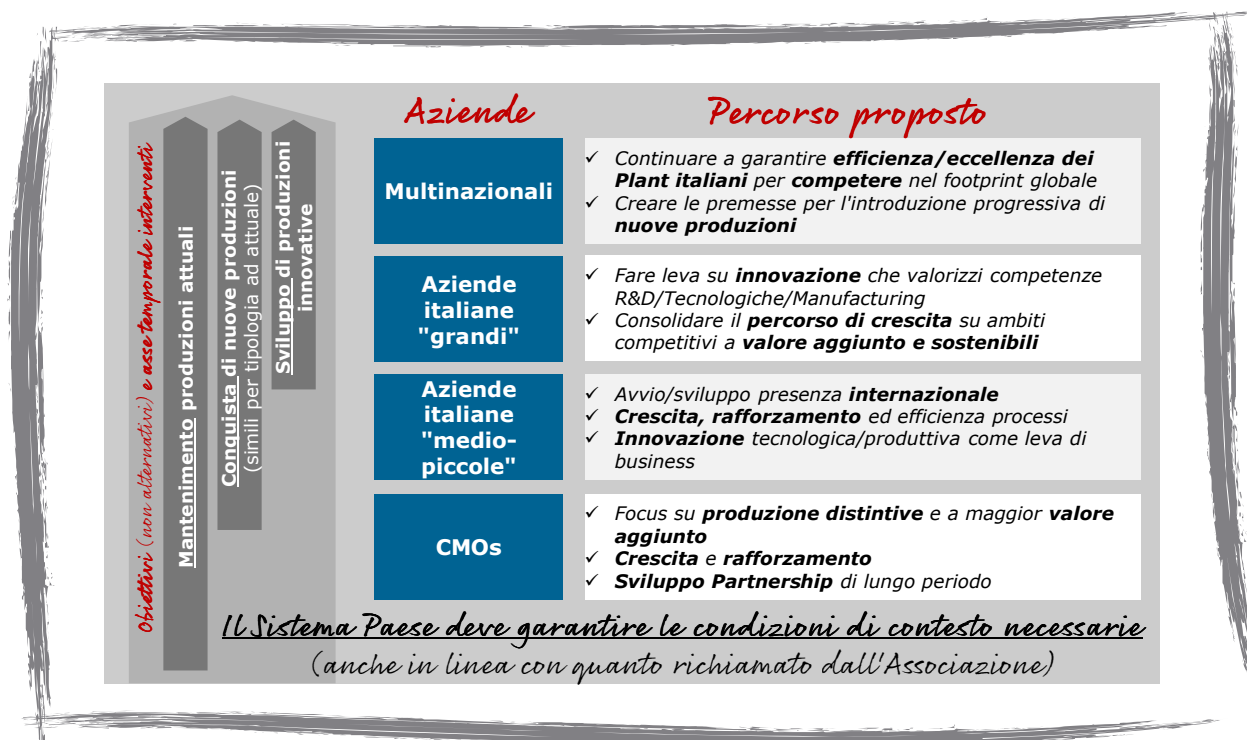 Obiettivi (non alternativi) e asse temporale interventi
Mantenimento produzioni attuali
Conquista di nuove produzioni
(simili per tipologia ad attuale)
Sviluppo di produzioni
innovative
Aziende
Percorso proposto
Multinazionali
✓ Continuare a garantire efficienza/eccellenza dei
Plant italiani per competere nel footprint globale
✓ Creare le premesse per l'introduzione progressiva di
nuove produzioni
Aziende
italiane
"grandi"
✓ Fare leva su innovazione che valorizzi competenze
R&D/Tecnologiche/Manufacturing
✓ Consolidare il percorso di crescita su ambiti
competitivi a valore aggiunto e sostenibili
Aziende
italiane
"medio-
piccole"
✓ Avvio/sviluppo presenza internazionale
✓ Crescita, rafforzamento ed efficienza processi
✓ Innovazione tecnologica/produttiva come leva di
business
CMOs
✓ Focus su produzione distintive e a maggior valore
aggiunto
✓ Crescita e rafforzamento
✓ Sviluppo Partnership di lungo periodo
Il Sistema Paese deve garantire le condizioni di contesto necessarie
(anche in linea con quanto richiamato dall'Associazione)